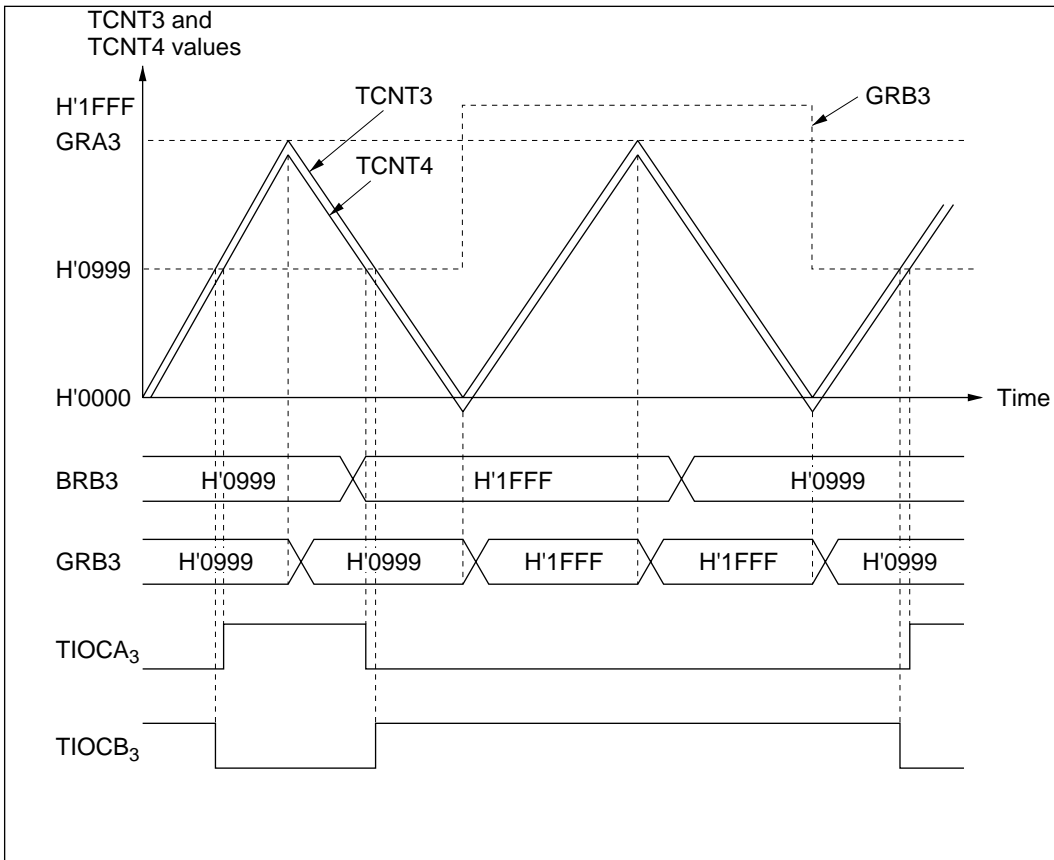 TCNT3 and
TCNT4 values
H'1FFF
TCNT3
GRB3
GRA3
TCNT4
H'0999
H'0000
Time
BRB3 H'0999 H'1FFF H'0999
GRB3 H'0999 H'0999 H'1FFF H'1FFF H'0999
TIOCA3
TIOCB3